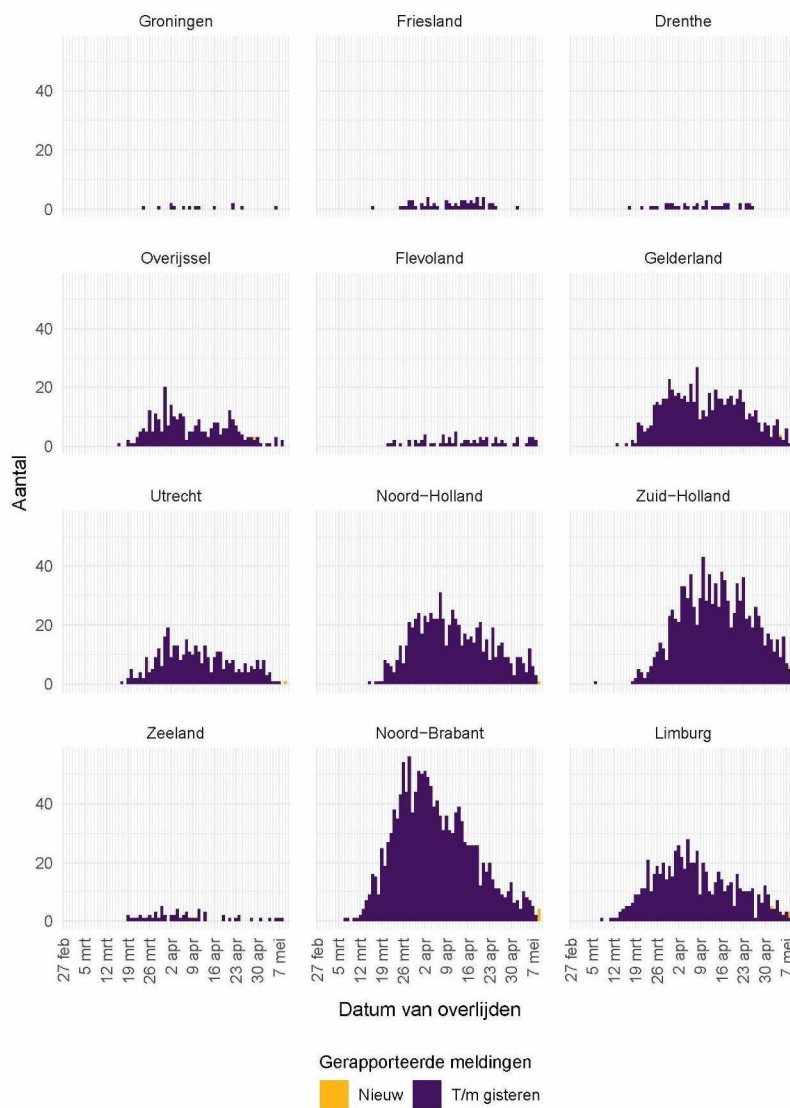 Groningen Friesland Drenthe
40
20
0
Overijssel Flevoland Gelderland
40
20
0
Utrecht Noord−Holland Zuid−Holland
40
20
0
Zeeland Noord−Brabant Limburg
40
20
0
Aantal
27 feb 5 mrt 12 mrt 19 mrt 26 mrt 2 apr 9 apr 16 apr 23 apr 30 apr 7 mei 27 feb 5 mrt 12 mrt 19 mrt 26 mrt 2 apr 9 apr 16 apr 23 apr 30 apr 7 mei 27 feb 5 mrt 12 mrt 19 mrt 26 mrt 2 apr 9 apr 16 apr 23 apr 30 apr 7 mei
Datum van overlijden
Gerapporteerde meldingen
Nieuw T/m gisteren